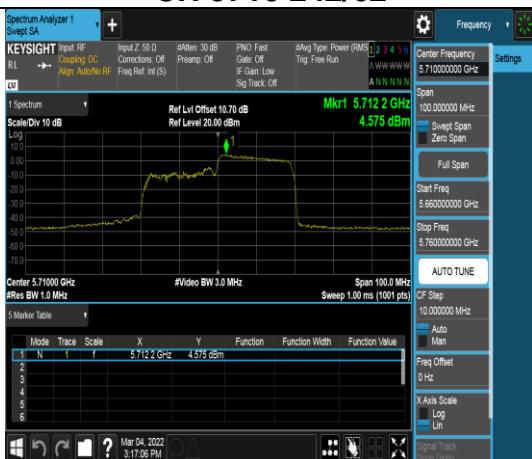 Spectrum Analyzer 1
Swept SA
+
Frequency
KEYSIGHT
RL
LXI
Input: RF
Coupling: DC
Align: Auto/No RF
Input Z: 50 Ω
Corrections: Off
Freq Ref: Int (S)
#Atten: 30 dB
Preamp: Off
PNO: Fast
Gate: Off
IF Gain: Low
Sig Track: Off
#Avg Type: Power (RMS)
Trig: Free Run
1 2 3 4 5 6
A W W W W W
A N N N N N
Settings
Center Frequency
5.710000000 GHz
Span
100.000000 MHz
Swept Span
Zero Span
Full Span
Start Freq
5.660000000 GHz
Stop Freq
5.760000000 GHz
AUTO TUNE
CF Step
10.000000 MHz
Auto
Man
Freq Offset
0 Hz
X Axis Scale
Log
Lin
Signal Track
1 Spectrum
Scale/Div 10 dB
Ref Lvl Offset 10.70 dB
Ref Level 20.00 dBm
Mkr1 5.712 2 GHz
4.575 dBm
Log
10.0
0.00
-10.0
-20.0
-30.0
-40.0
-50.0
-60.0
-70.0
1
Center 5.71000 GHz
#Res BW 1.0 MHz
#Video BW 3.0 MHz
Span 100.0 MHz
Sweep 1.00 ms (1001 pts)
5 Marker Table
Mode Trace Scale X Y Function Function Width Function Value
1 N 1 f 5.712 2 GHz 4.575 dBm
2
3
4
5
6
?
Mar 04, 2022
3:17:06 PM